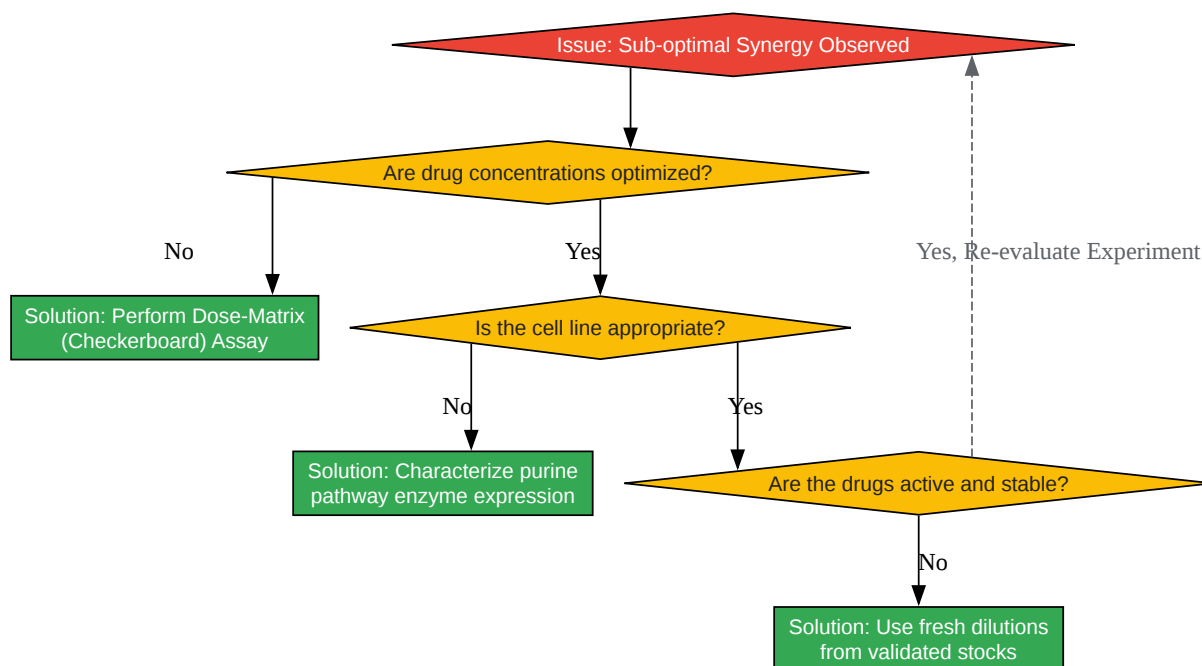 Issue: Sub-optimal Synergy Observed
Are drug concentrations optimized?
No
Yes
Yes, Re-evaluate Experiment
Solution: Perform Dose-Matrix
(Checkerboard) Assay
Is the cell line appropriate?
No
Yes
Solution: Characterize purine
pathway enzyme expression
Are the drugs active and stable?
No
Solution: Use fresh dilutions
from validated stocks